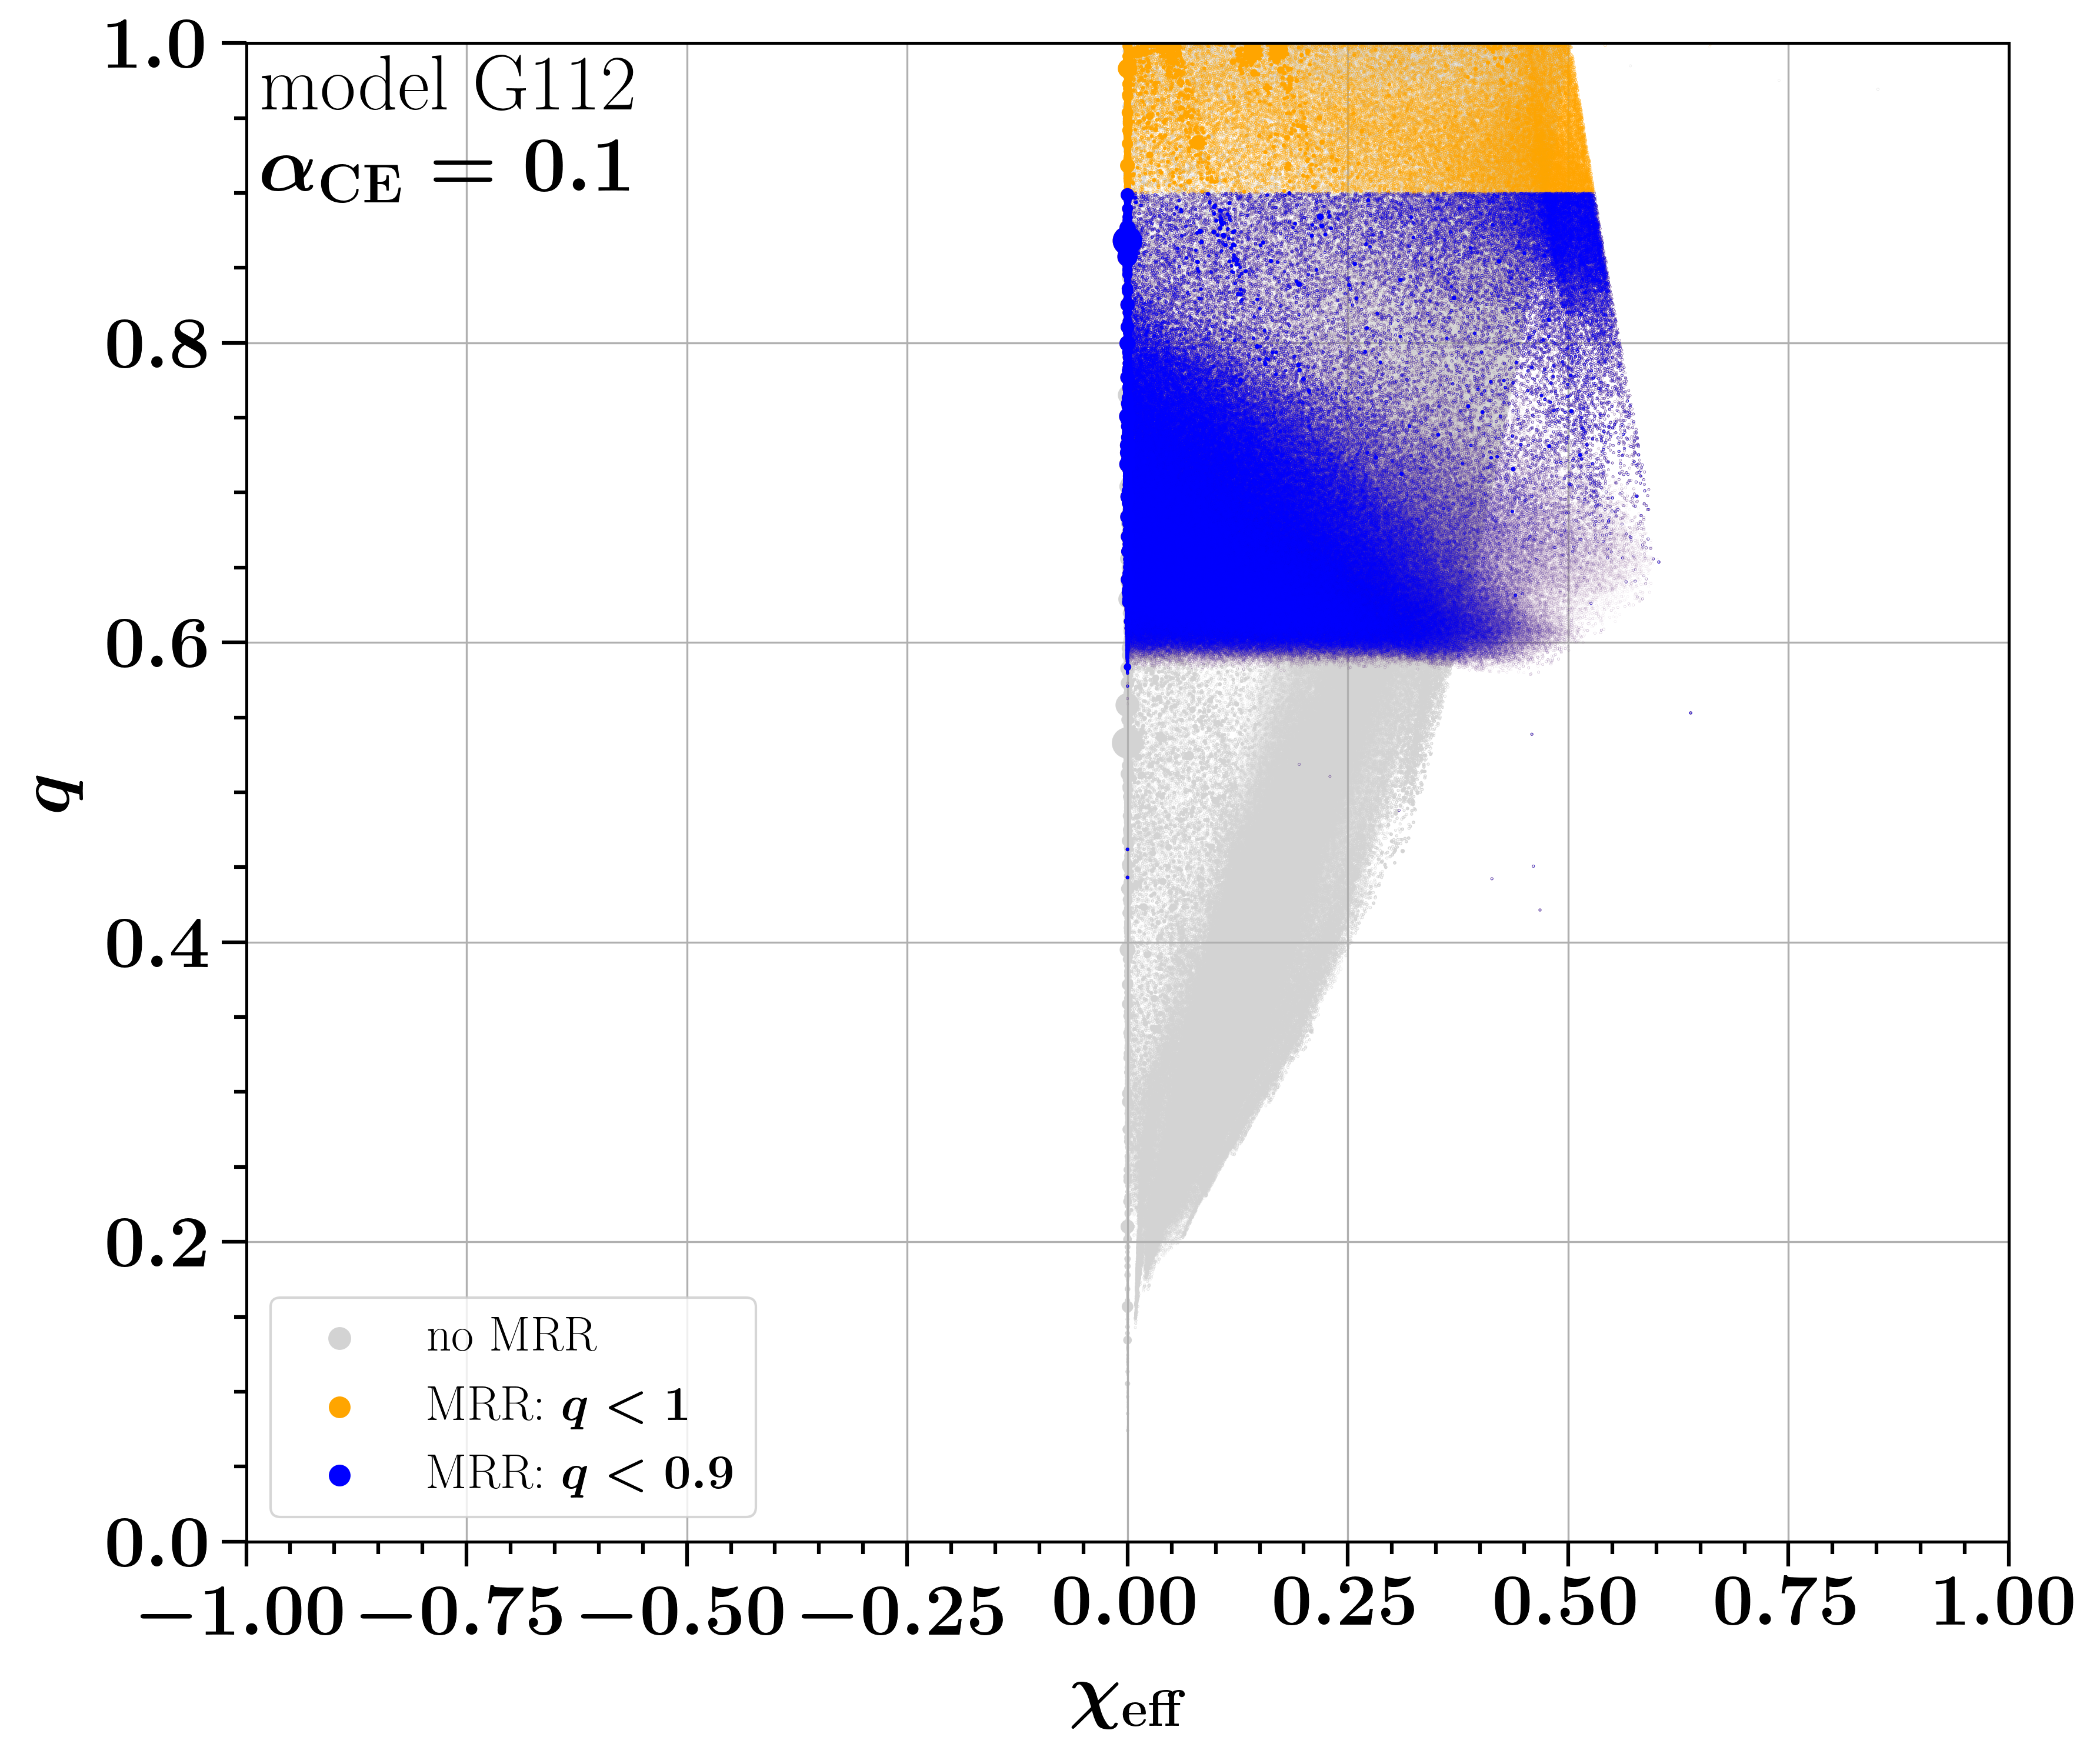 model G112
α_CE = 0.1
1.0
0.8
0.6
0.4
0.2
0.0
q
no MRR
MRR: q < 1
MRR: q < 0.9
−1.00 −0.75 −0.50 −0.25 0.00 0.25 0.50 0.75 1.00
χ_eff